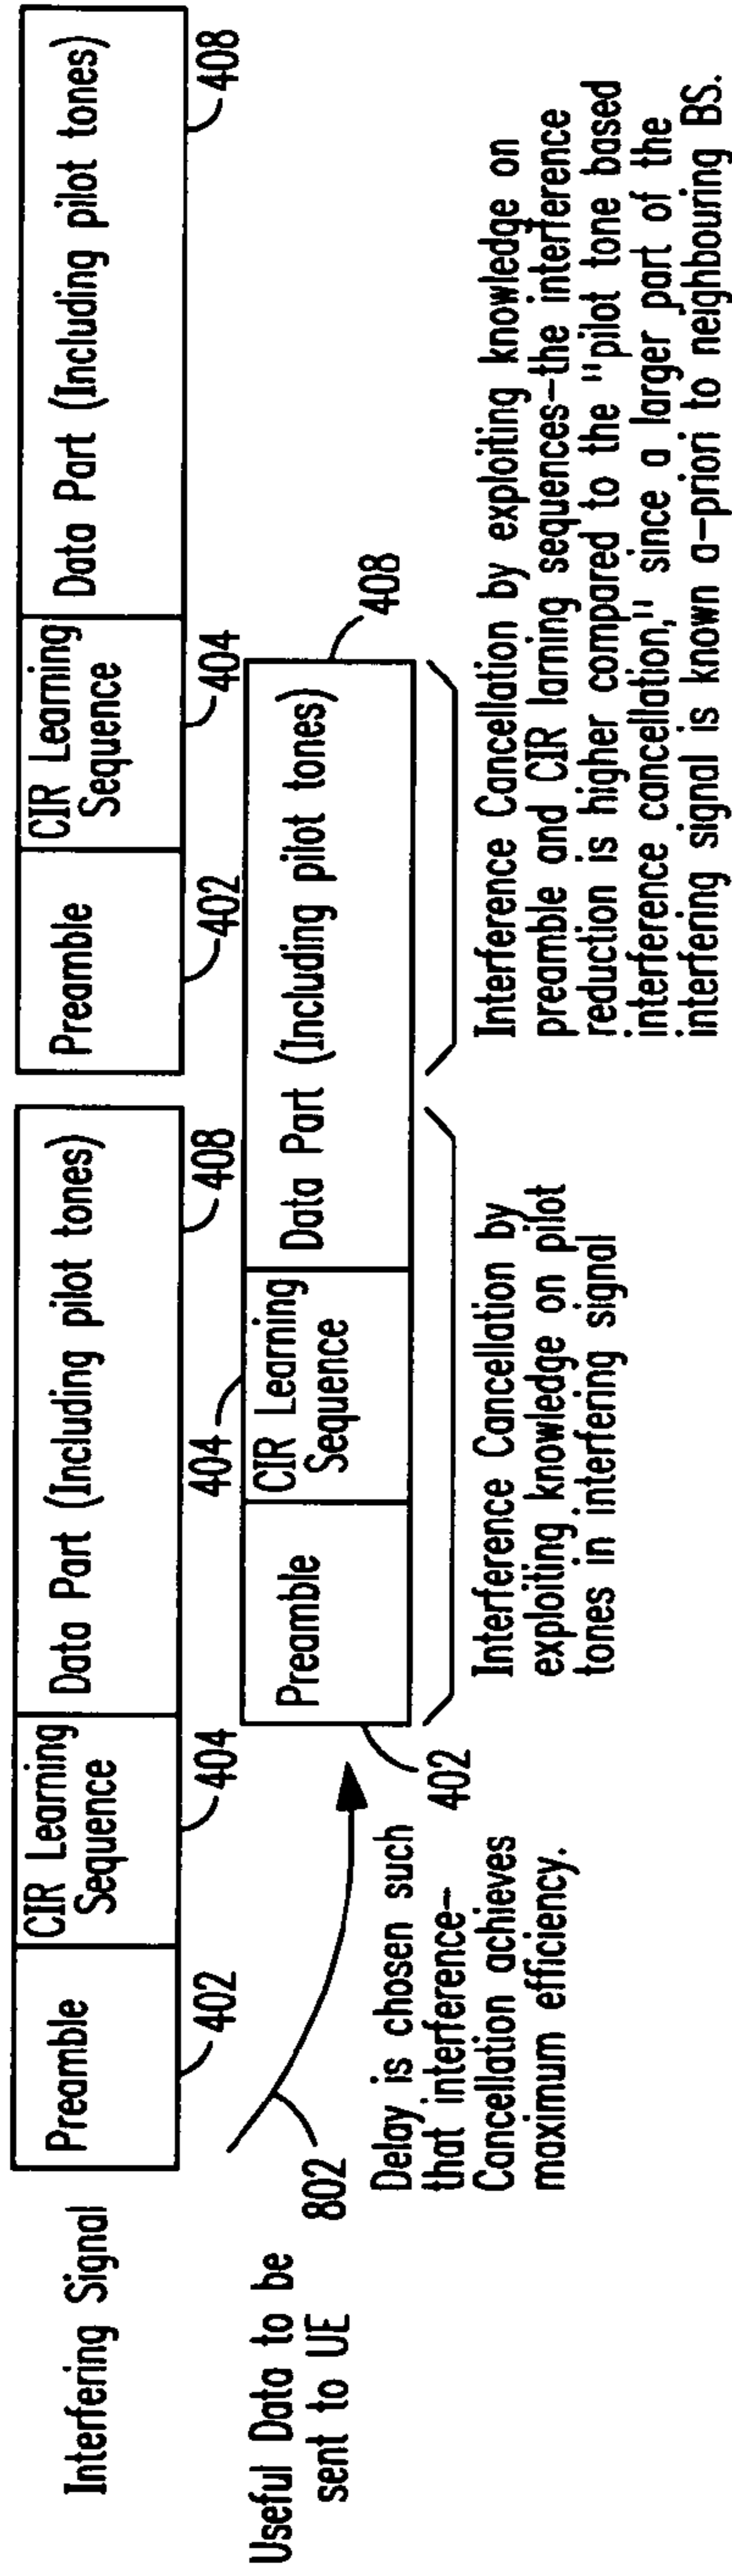 Interfering Signal
Preamble
CIR Learning
Sequence
Data Part (Including pilot tones)
402
404
408
Preamble
CIR Learning
Sequence
Data Part (Including pilot tones)
402
404
408
Useful Data to be
sent to UE
802
Delay is chosen such
that interference-
Cancellation achieves
maximum efficiency.
Preamble
CIR Learning
Sequence
Data Part (Including pilot tones)
402
404
408
Interference Cancellation by
exploiting knowledge on pilot
tones in interfering signal
Interference Cancellation by exploiting knowledge on
preamble and CIR larning sequences-the interference
reduction is higher compared to the "pilot tone based
interference cancellation," since a larger part of the
interfering signal is known a-priori to neighbouring BS.